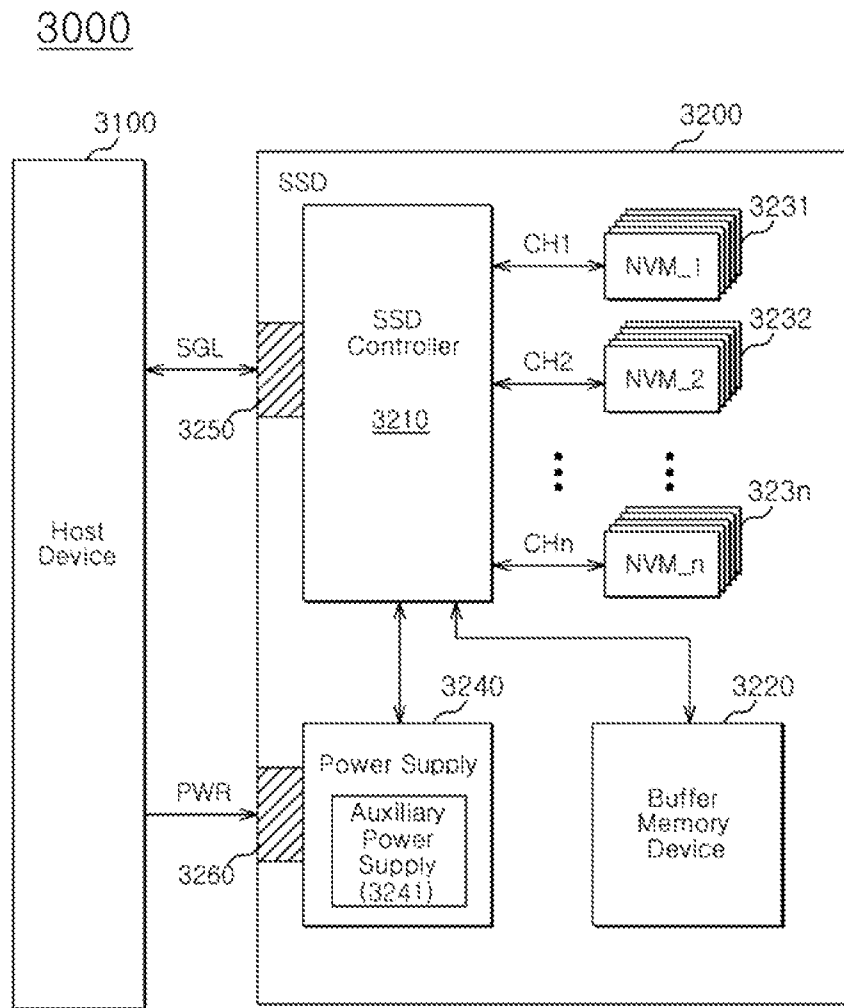 3000
3100
3200
SSD
3231
CH1
NVM_1
SSD
Controller
3210
3232
SGL
CH2
NVM_2
3250
323n
Host
Device
CHn
NVM_n
3240
3220
Power Supply
PWR
Auxiliary
Power
Supply
(3241)
Buffer
Memory
Device
3260